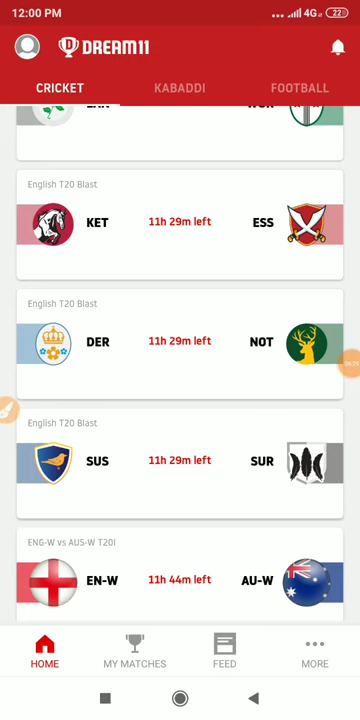 12:00 PM 4G 22
DREAM11
CRICKET KABADDI FOOTBALL
English T20 Blast
KET 11h 29m left ESS
English T20 Blast
DER 11h 29m left NOT
English T20 Blast
SUS 11h 29m left SUR
ENG-W vs AUS-W T20I
EN-W 11h 44m left AU-W
HOME MY MATCHES FEED MORE